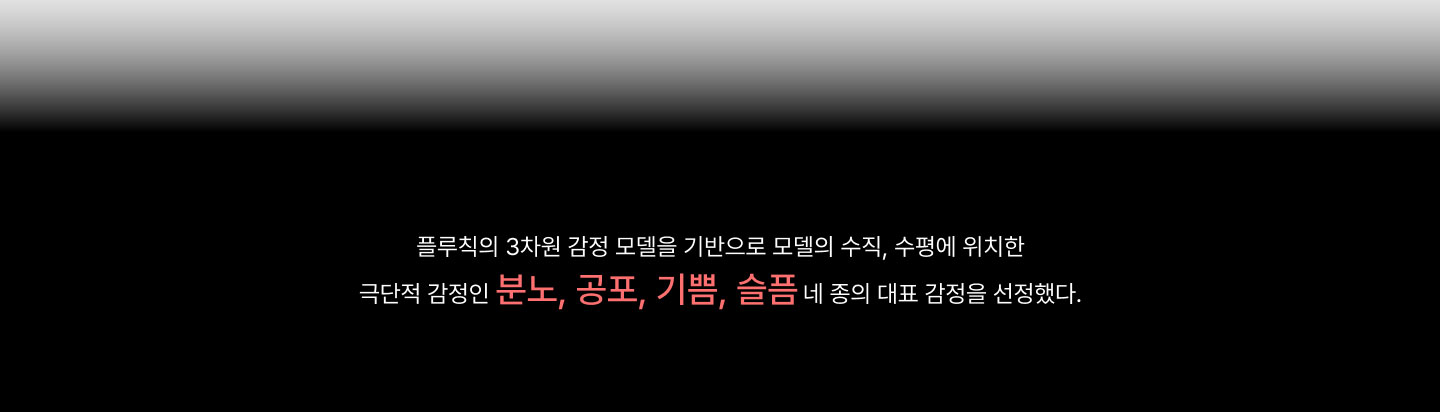 플루칙의 3차원 감정 모델을 기반으로 모델의 수직, 수평에 위치한
극단적 감정인 분노, 공포, 기쁨, 슬픔 네 종의 대표 감정을 선정했다.